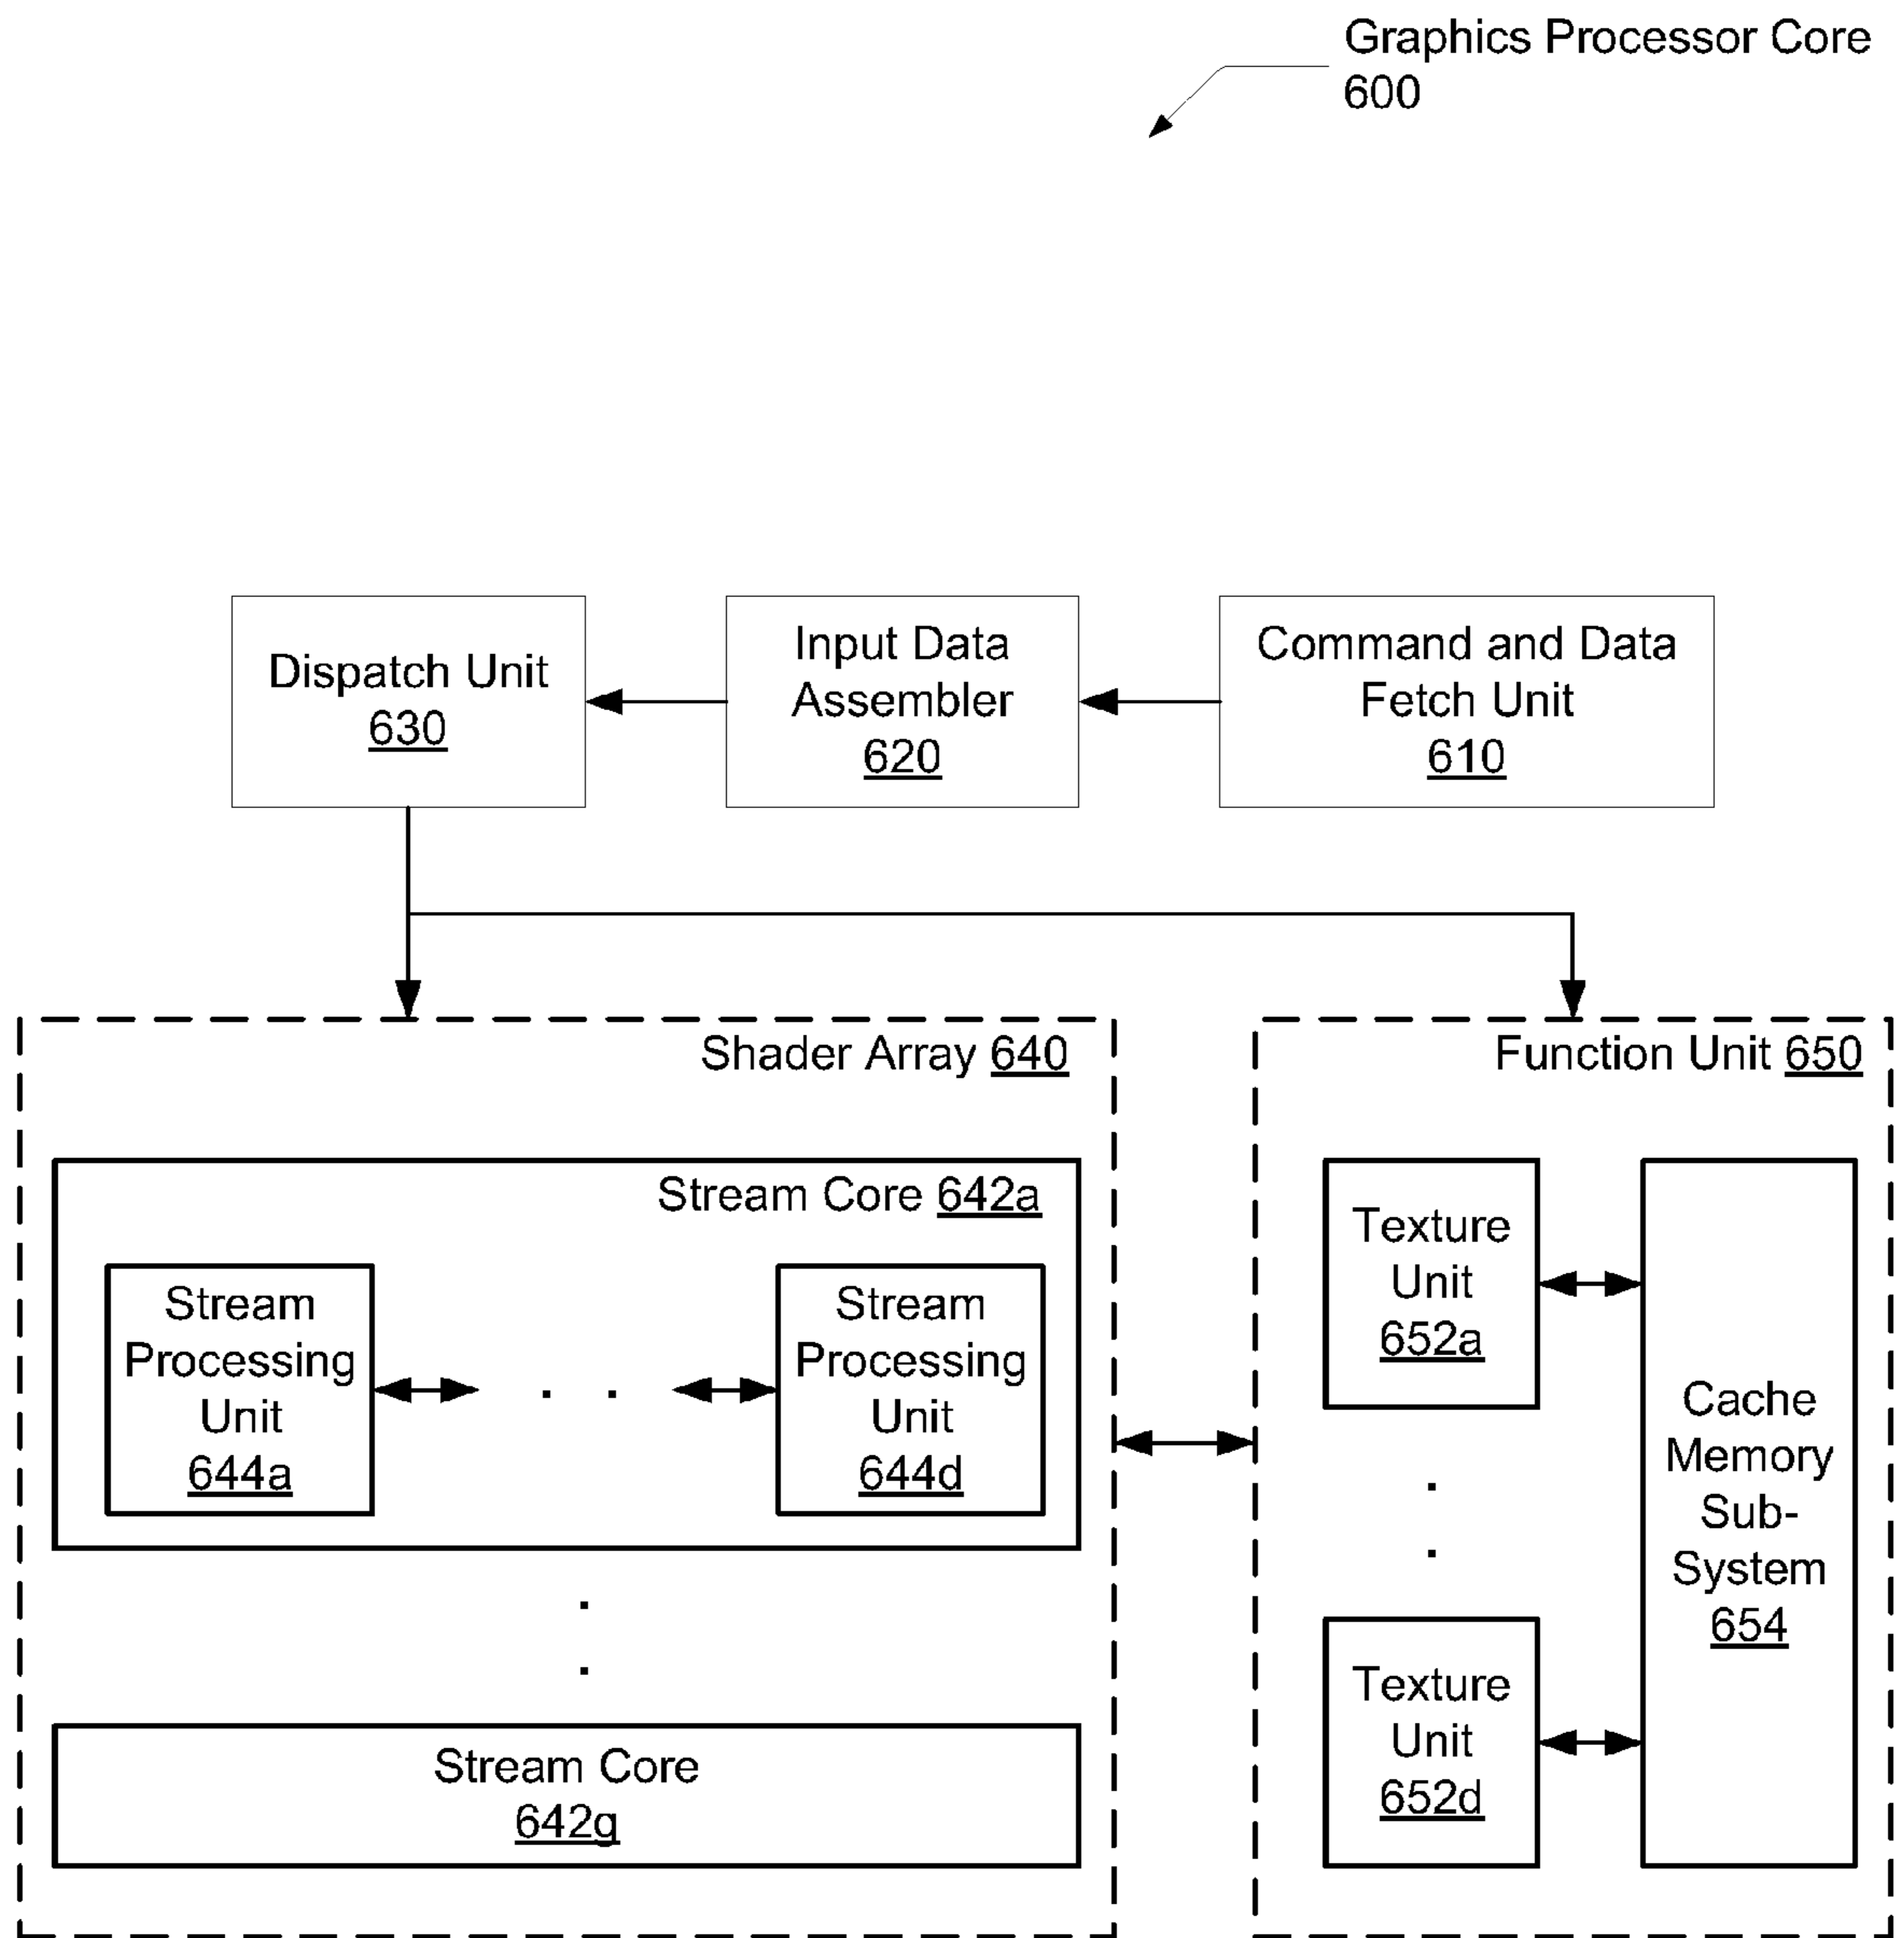 Graphics Processor Core
600
Dispatch Unit
630
Input Data
Assembler
620
Command and Data
Fetch Unit
610
Shader Array 640
Stream Core 642a
Stream
Processing
Unit
644a
. .
Stream
Processing
Unit
644d
.
.
Stream Core
642g
Function Unit 650
Texture
Unit
652a
.
.
Texture
Unit
652d
Cache
Memory
Sub-
System
654